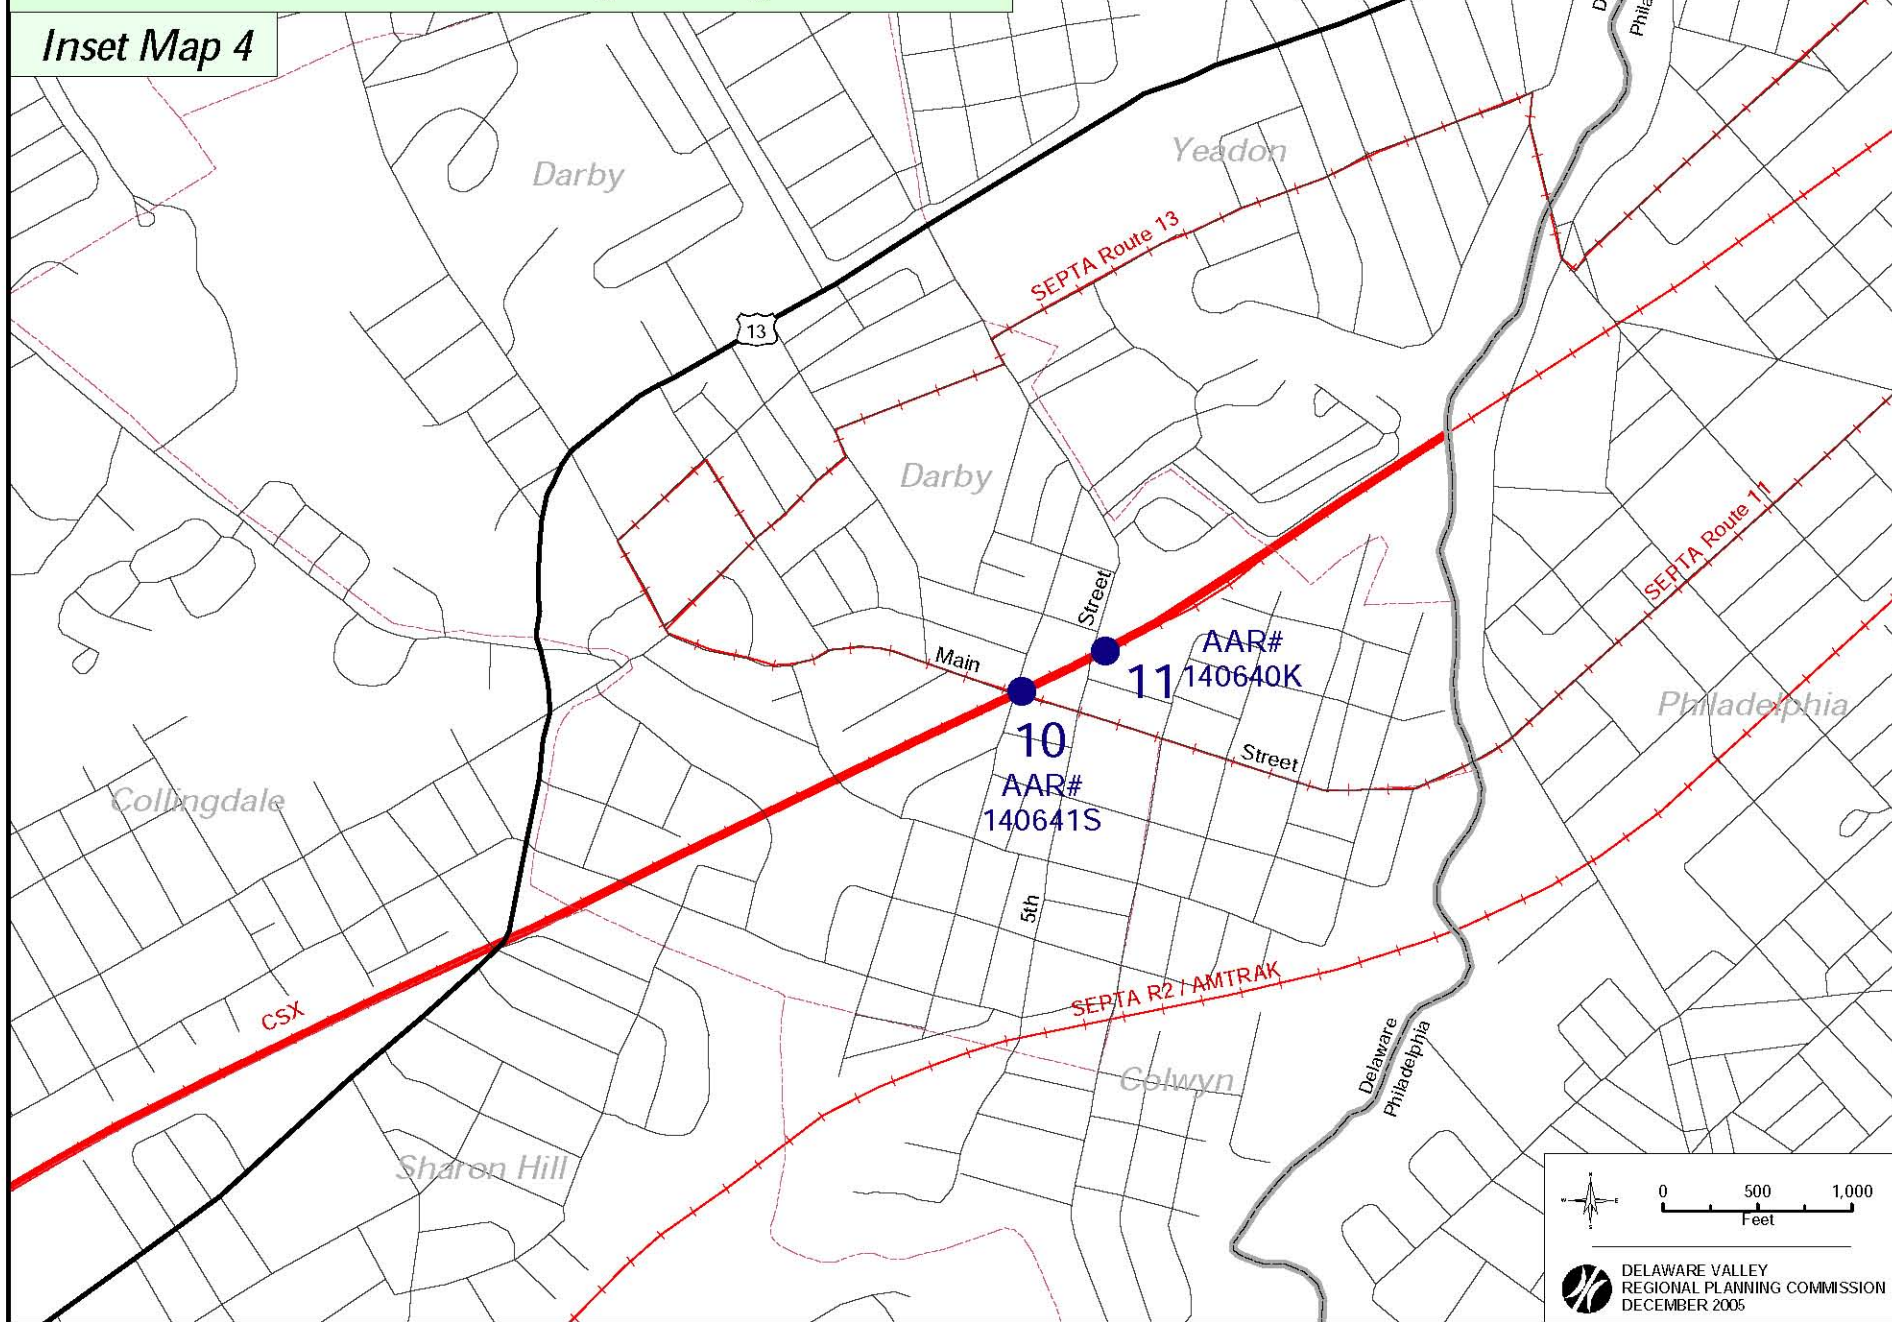 Inset Map 4
D
Phila
Yeadon
Darby
SEPTA Route 13
13
Darby
SEPTA Route 11
Street
Main
AAR#
140640K
11
10
AAR#
140641S
Street
Philadelphia
Collingdale
5th
SEPTA R2 / AMTRAK
CSX
Delaware
Philadelphia
Colwyn
Sharon Hill
N
W
E
S
0 500 1,000
Feet
DELAWARE VALLEY
REGIONAL PLANNING COMMISSION
DECEMBER 2005